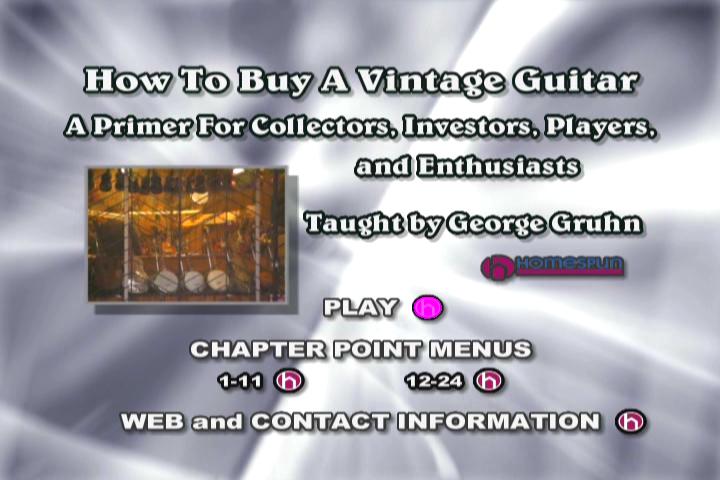 How To Buy A Vintage Guitar
A Primer For Collectors, Investors, Players,
and Enthusiasts
Taught by George Gruhn
h HOMESPUN
PLAY h
CHAPTER POINT MENUS
1-11 h 12-24 h
WEB and CONTACT INFORMATION h